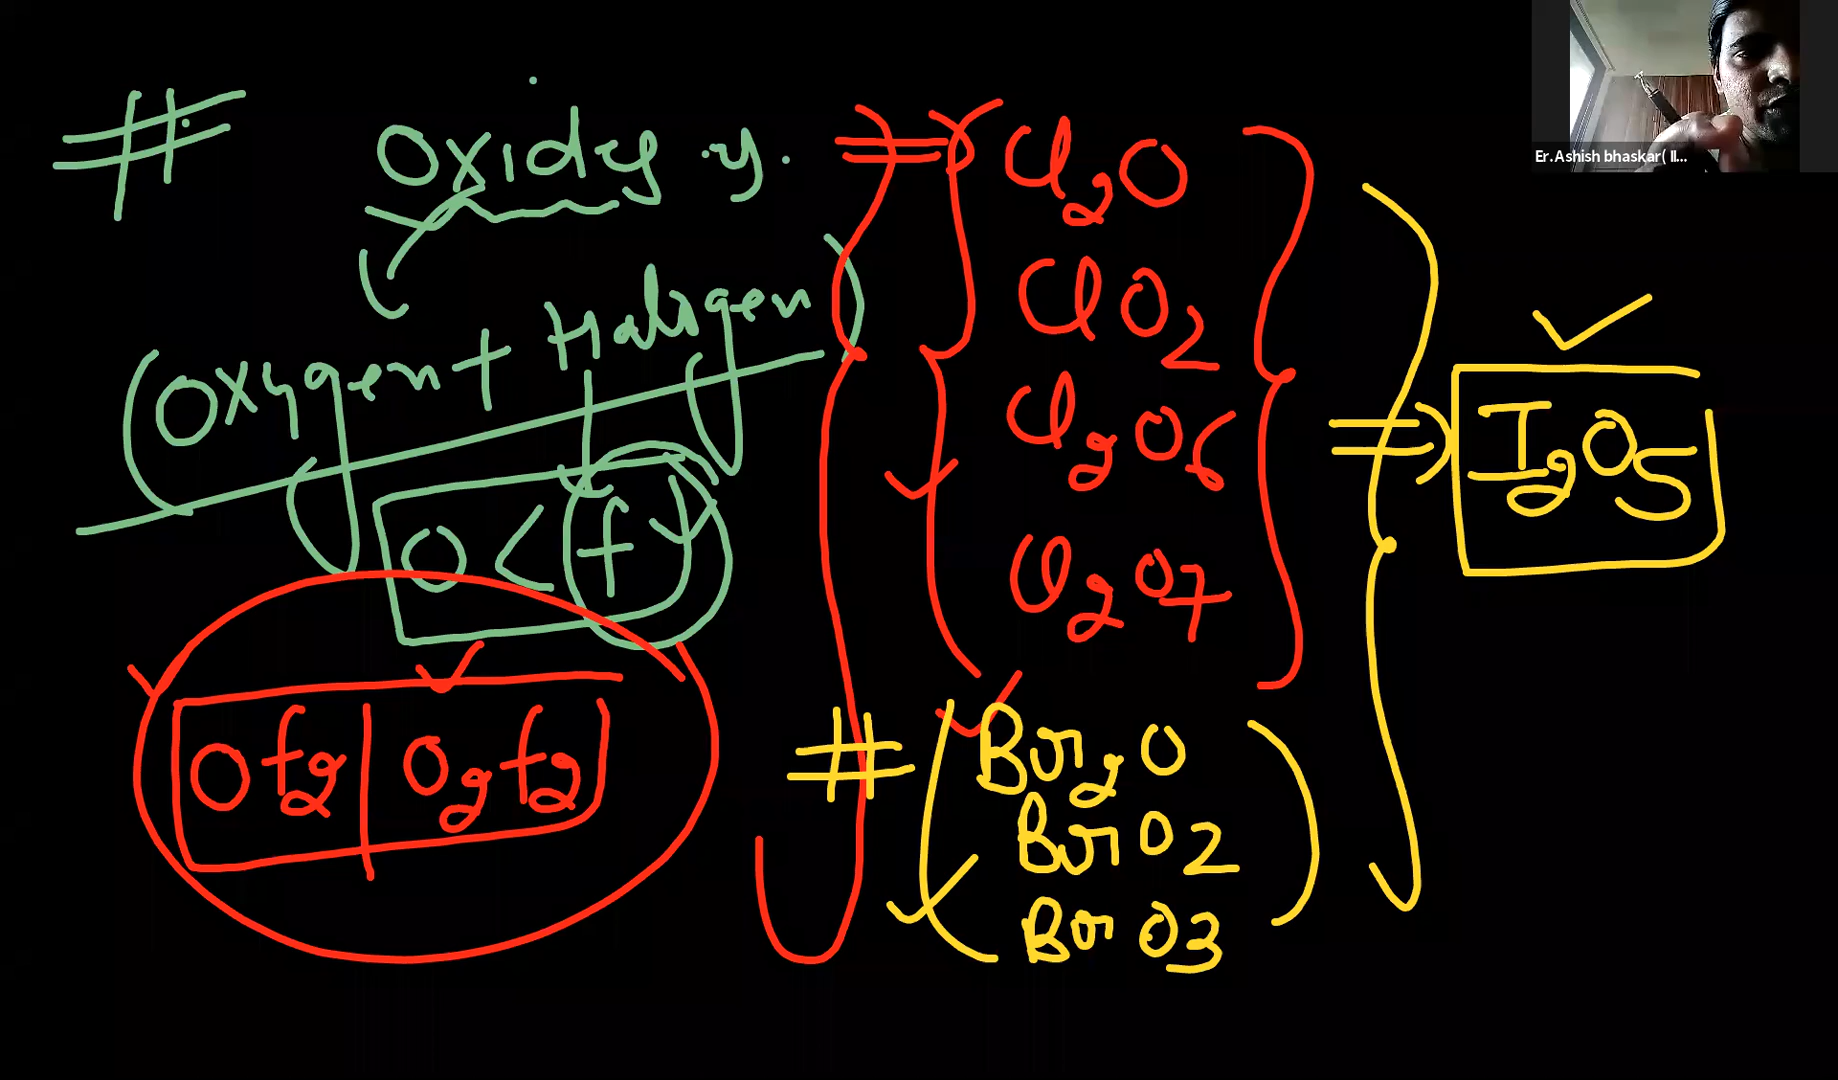 # Oxides :-
(Oxygen + Halogen)
O < F
OF2 | O2F2
=> Cl2O
ClO2
Cl2O6
Cl2O7
# Br2O
BrO2
BrO3
=> I2O5
Er.Ashish bhaskar( II...